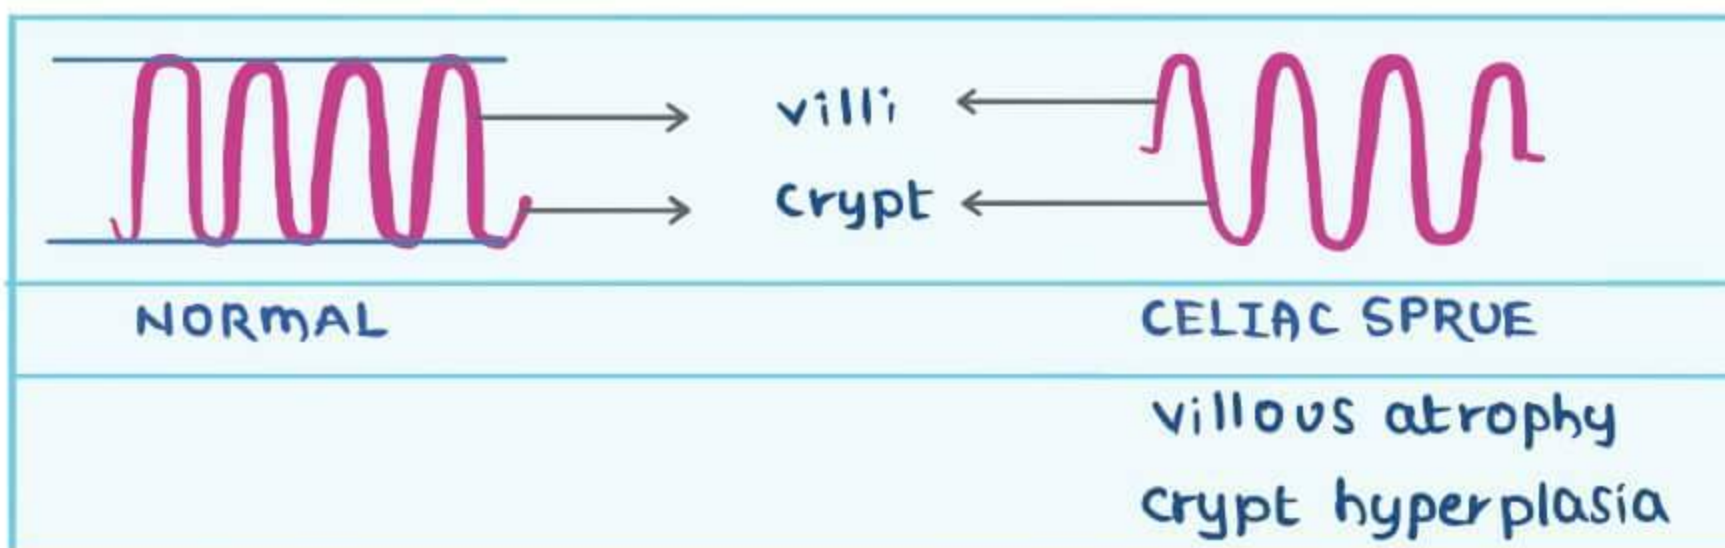 villi
crypt
NORMAL
CELIAC SPRUE
villous atrophy
crypt hyperplasia